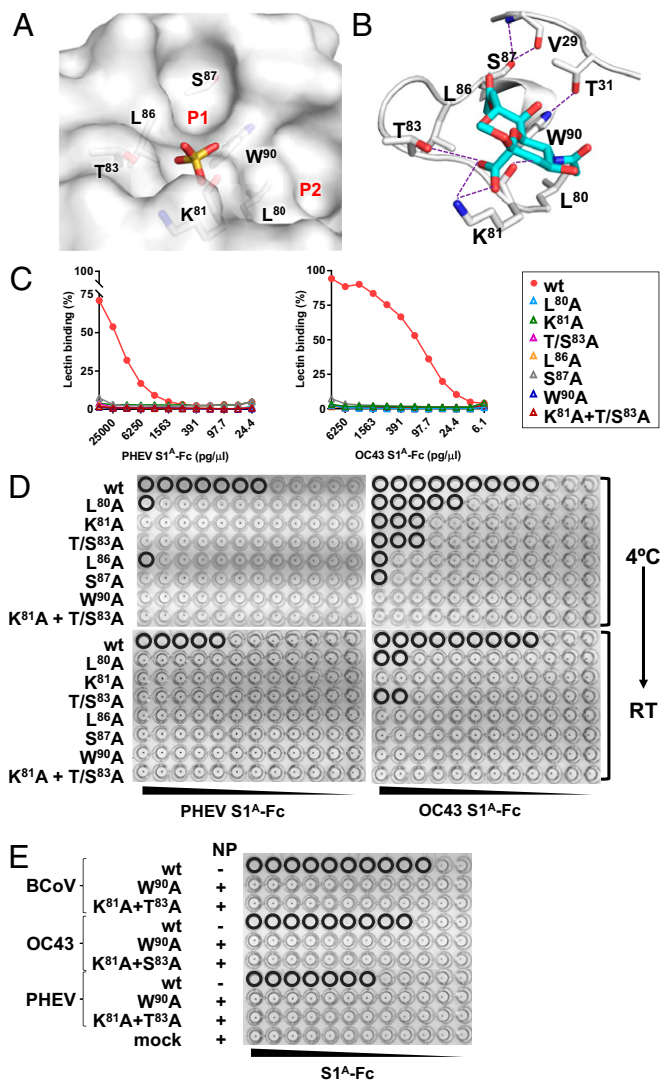 A
S87
L86
P1
T83
W90
P2
K81
L80
B
V29
S87
T31
L86
T83
W90
L80
K81
C
Lectin binding (%)
100
75
50
25
0
25000
6250
1563
391
97.7
24.4
PHEV S1A-Fc (pg/μl)
Lectin binding (%)
100
75
50
25
0
6250
1563
391
97.7
24.4
6.1
OC43 S1A-Fc (pg/μl)
wt
L80A
K81A
T/S83A
L86A
S87A
W90A
K81A+T/S83A
D
wt
L80A
K81A
T/S83A
L86A
S87A
W90A
K81A + T/S83A
4ºC
wt
L80A
K81A
T/S83A
L86A
S87A
W90A
K81A + T/S83A
RT
PHEV S1A-Fc
OC43 S1A-Fc
E
NP
BCoV
wt -
W90A +
K81A+T83A +
OC43
wt -
W90A +
K81A+S83A +
PHEV
wt -
W90A +
K81A+T83A +
mock +
S1A-Fc